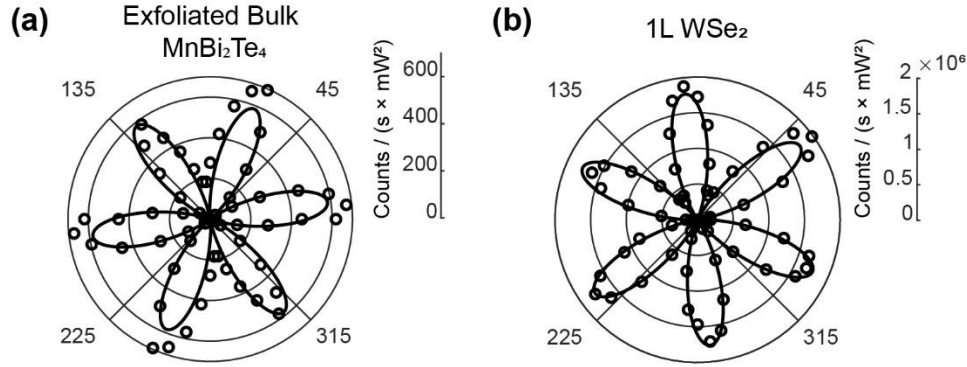 (a)
Exfoliated Bulk
MnBi₂Te₄
135
45
225
315
600
400
200
0
Counts / (s × mW²)
(b)
1L WSe₂
135
45
225
315
2 ×10⁶
1.5
1
0.5
0
Counts / (s × mW²)